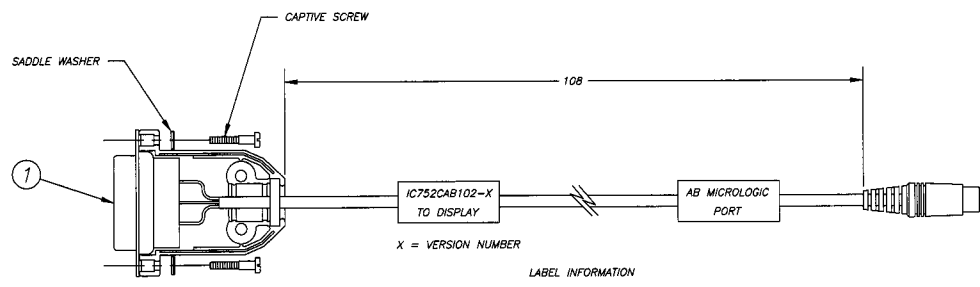 CAPTIVE SCREW
SADDLE WASHER
108
1
IC752CAB102-X
TO DISPLAY
AB MICROLOGIC
PORT
X = VERSION NUMBER
LABEL INFORMATION